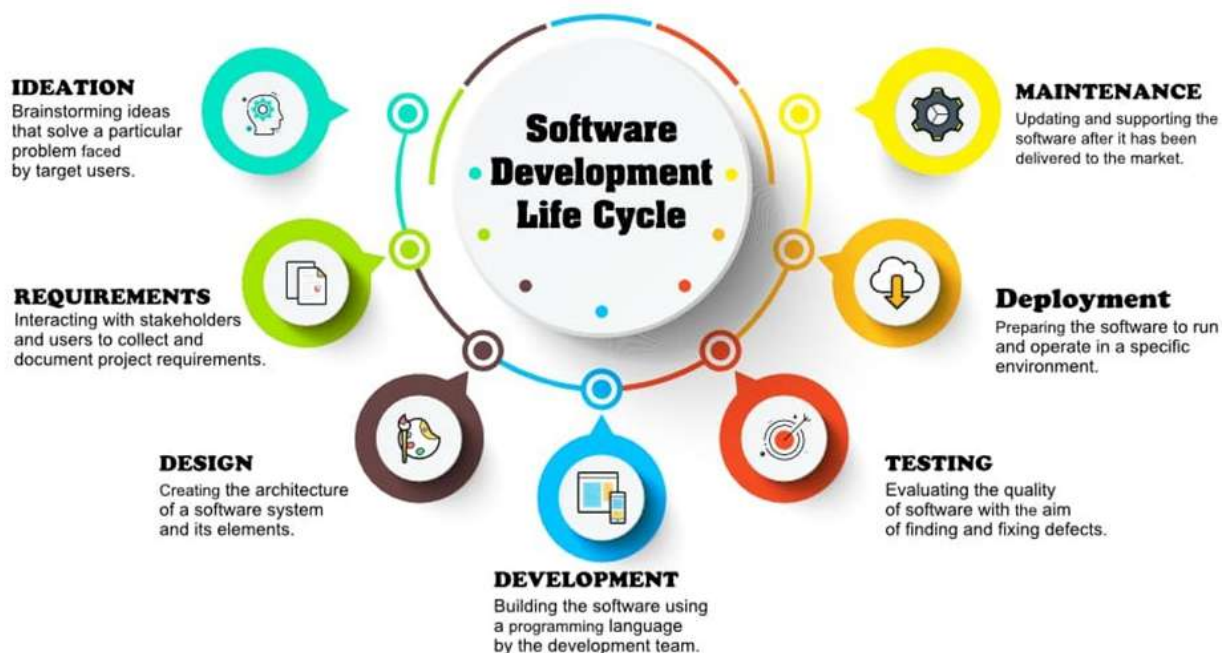 Software
Development
Life Cycle
IDEATION
Brainstorming ideas
that solve a particular
problem faced
by target users.
REQUIREMENTS
Interacting with stakeholders
and users to collect and
document project requirements.
DESIGN
Creating the architecture
of a software system
and its elements.
DEVELOPMENT
Building the software using
a programming language
by the development team.
TESTING
Evaluating the quality
of software with the aim
of finding and fixing defects.
Deployment
Preparing the software to run
and operate in a specific
environment.
MAINTENANCE
Updating and supporting the
software after it has been
delivered to the market.